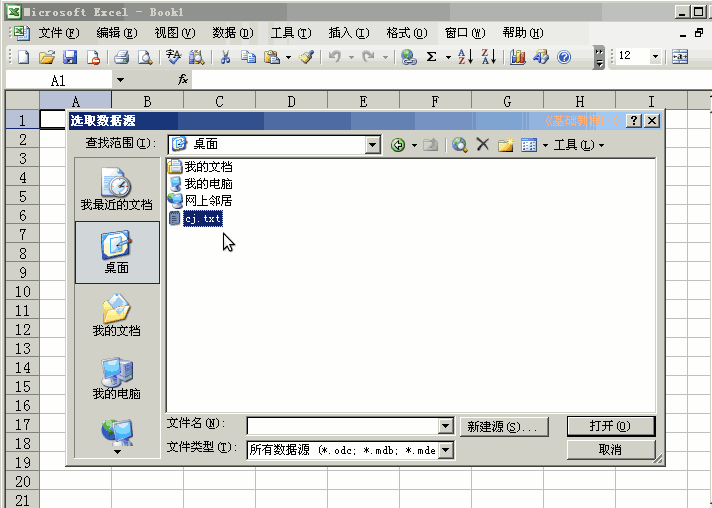 Microsoft Excel - Book1
文件(F) 编辑(E) 视图(V) 数据(D) 工具(T) 插入(I) 格式(O) 窗口(W) 帮助(H)
Σ 12
A1 fx
A B C D E F G H I
选取数据源
查找范围(I): 桌面 工具(L)
我的文档
我的电脑
网上邻居
cj.txt
我最近的文档
桌面
我的文档
我的电脑
文件名(N): 新建源(S)... 打开(O)
文件类型(T): 所有数据源 (*.odc; *.mdb; *.mde 取消
1
2
3
4
5
6
7
8
9
10
11
12
13
14
15
16
17
18
19
20
21